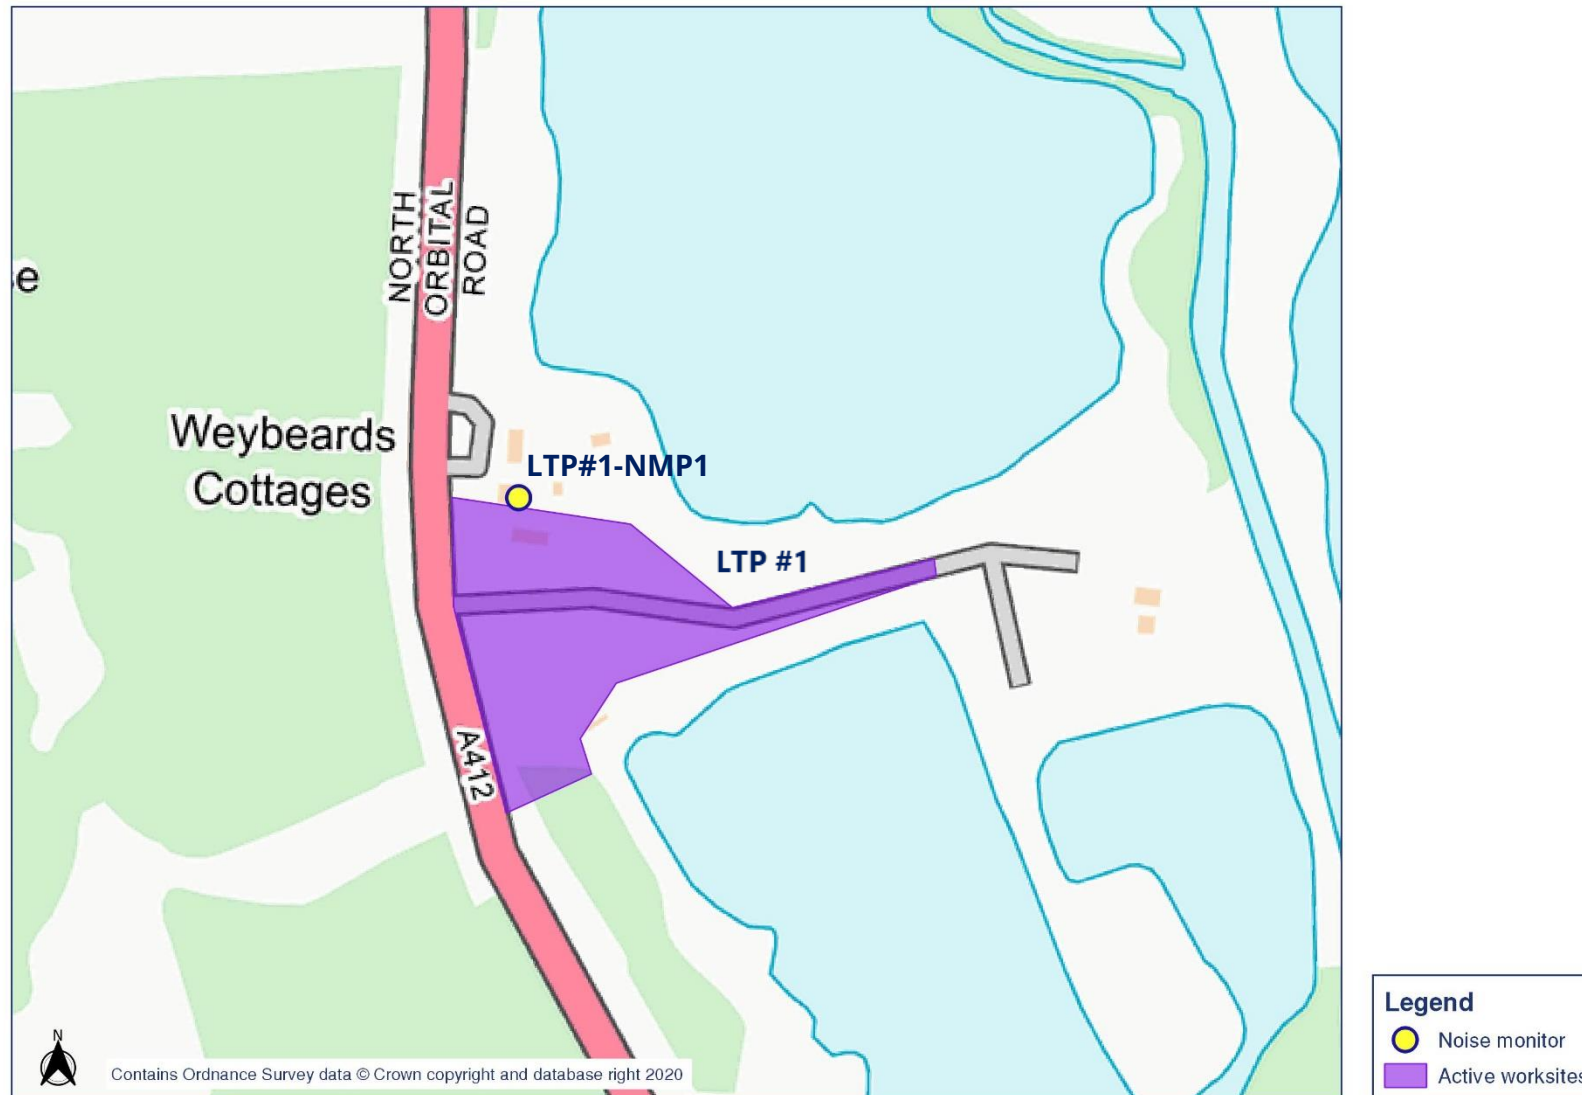 NORTH
ORBITAL
ROAD
:e
Weybeards
Cottages
LTP#1-NMP1
LTP #1
A412
N
Contains Ordnance Survey data © Crown copyright and database right 2020
Legend
Noise monitor
Active worksites